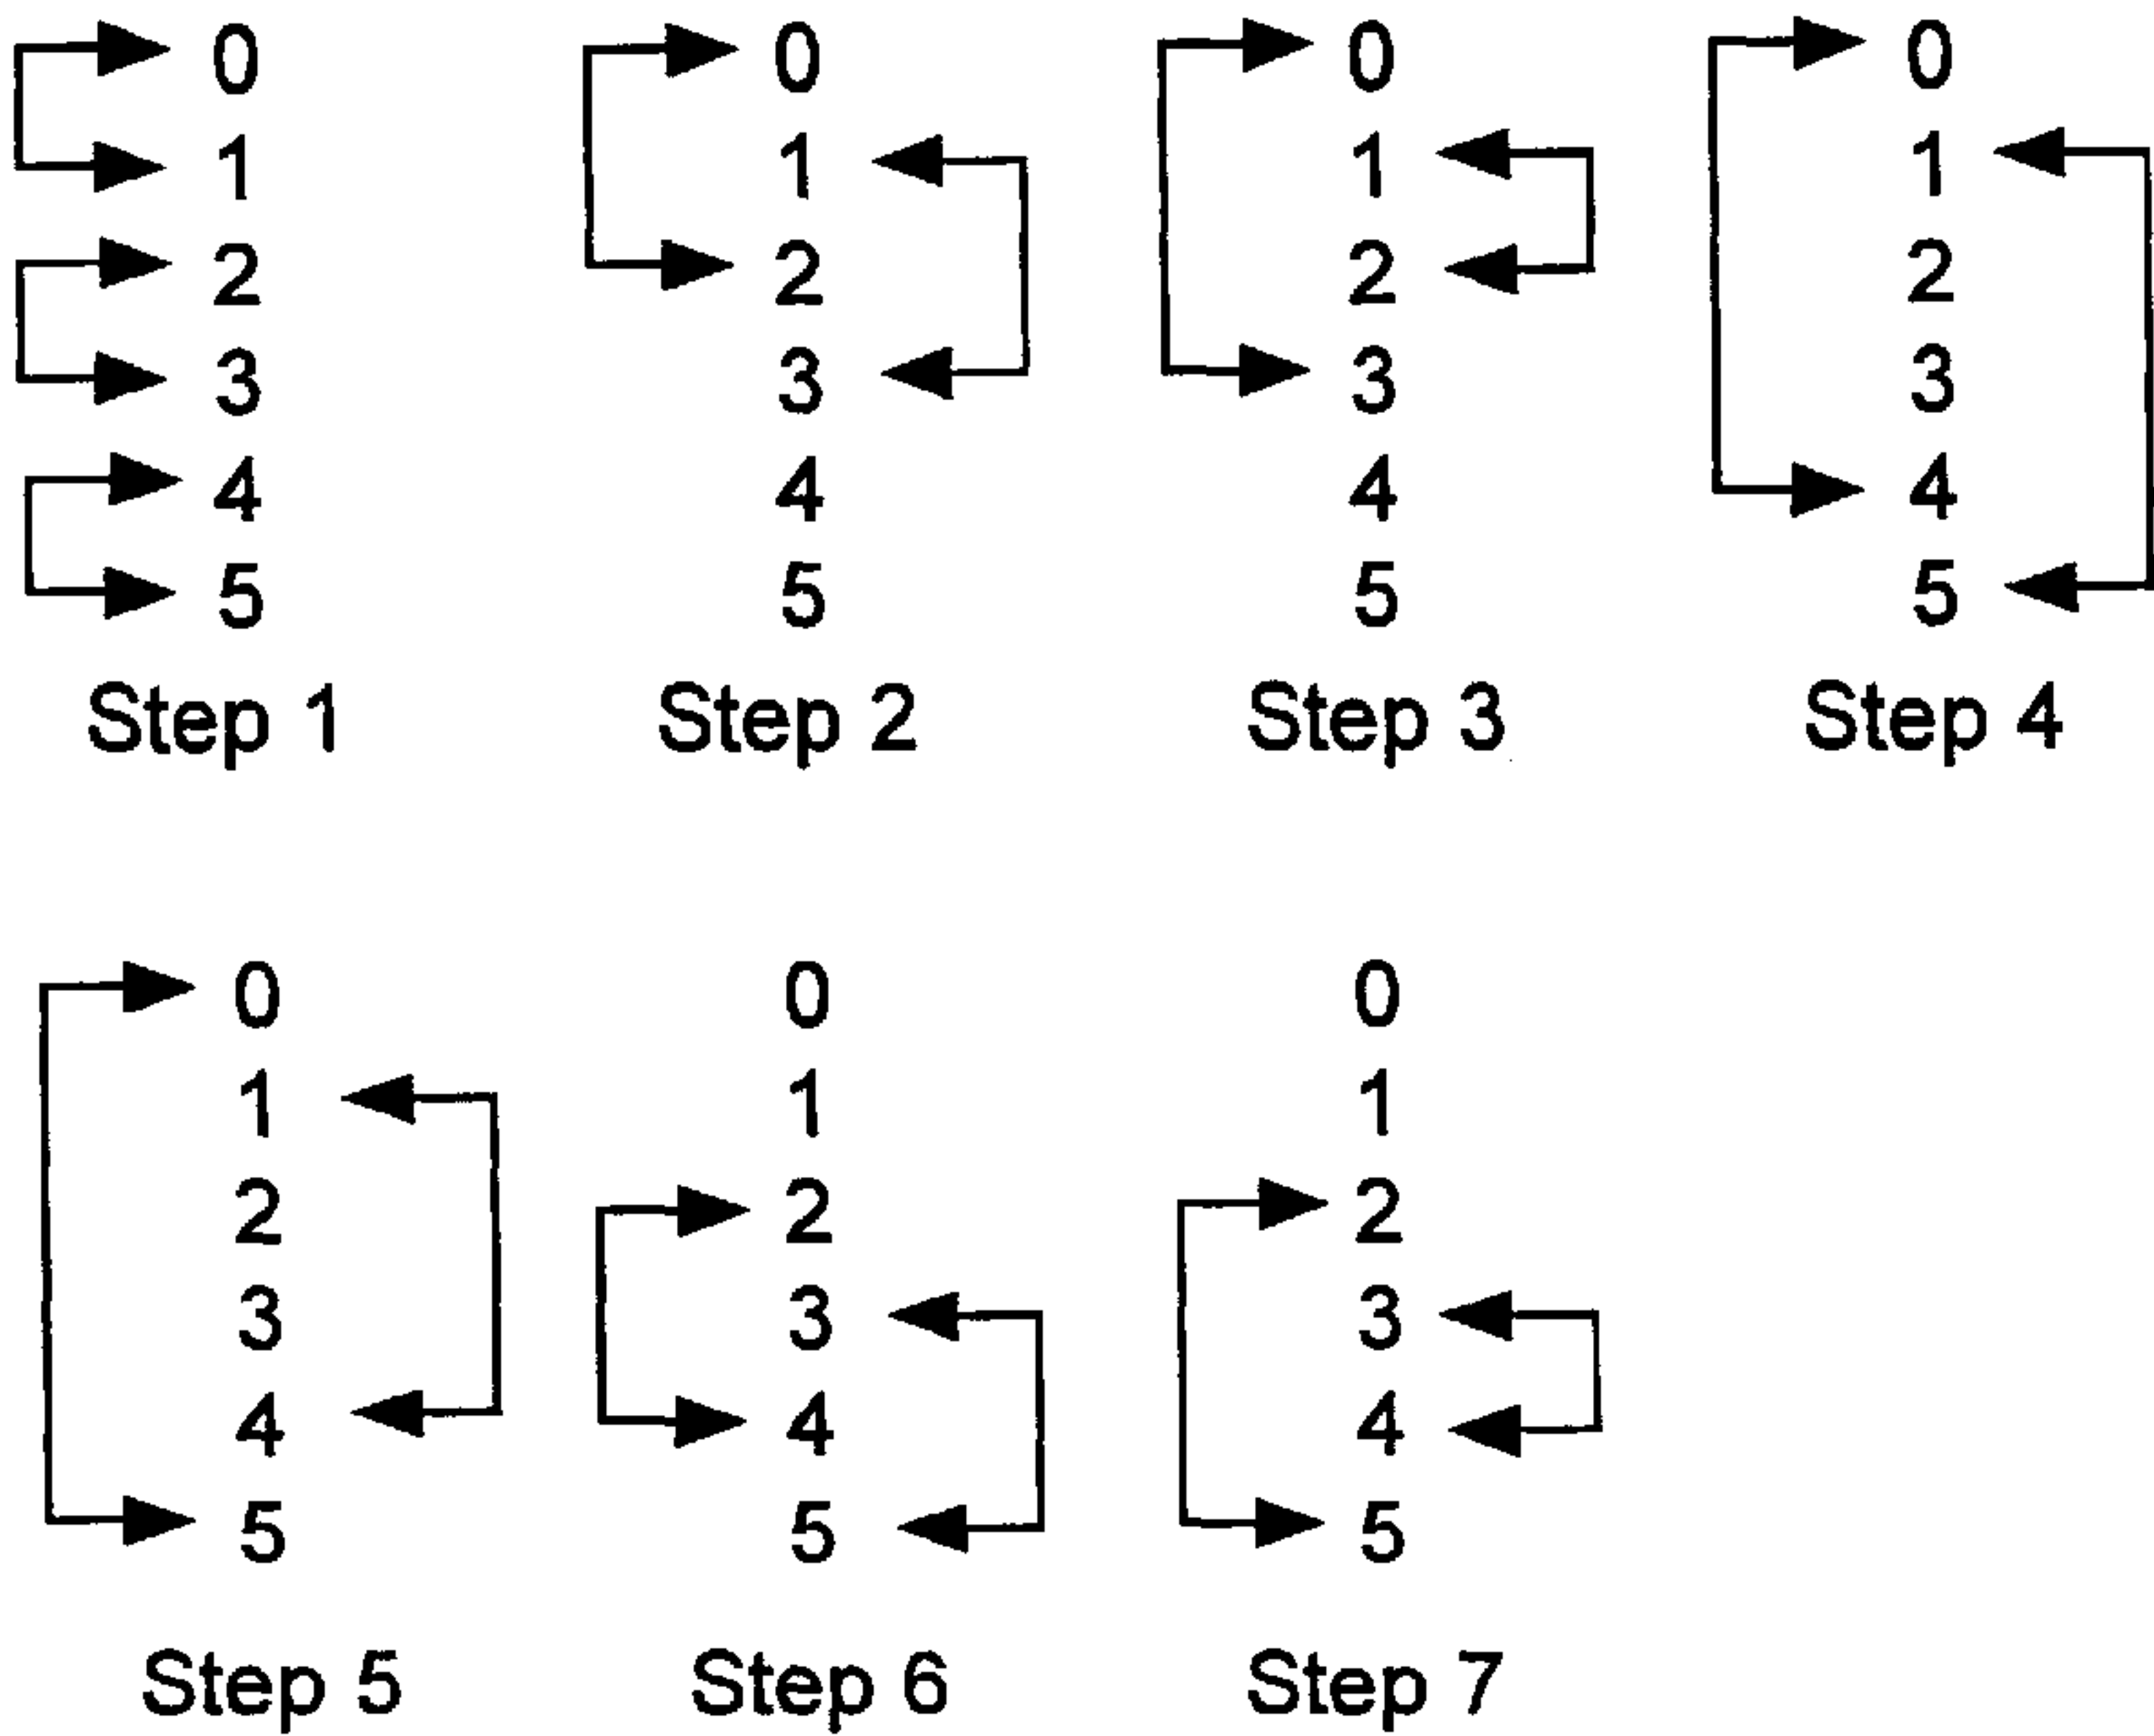 0 0 0 0
1 1 1 1
2 2 2 2
3 3 3 3
4 4 4 4
5 5 5 5
Step 1 Step 2 Step 3 Step 4
0 0 0
1 1 1
2 2 2
3 3 3
4 4 4
5 5 5
Step 5 Step 6 Step 7